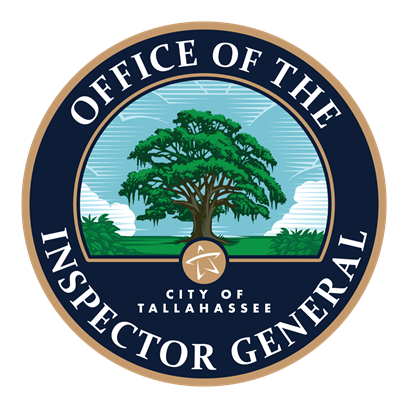 OFFICE OF THE
CITY OF
TALLAHASSEE
INSPECTOR GENERAL